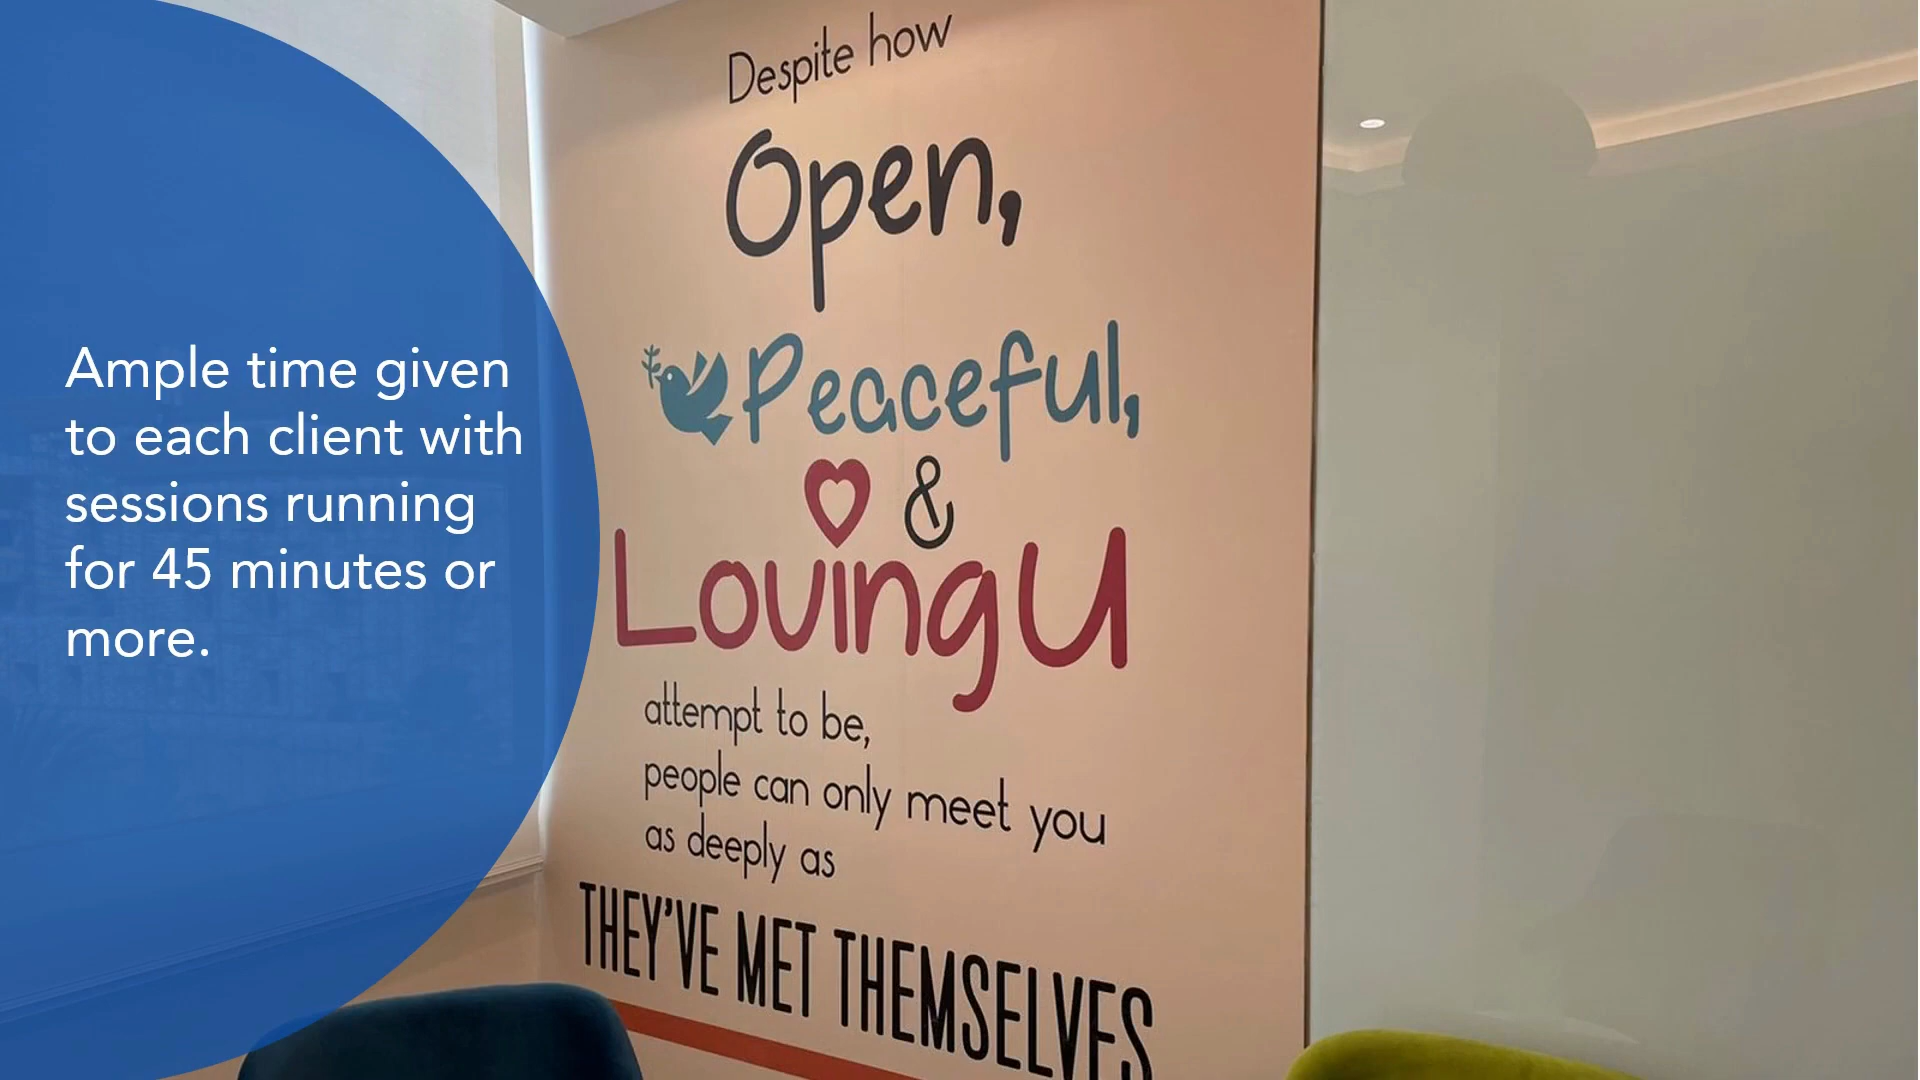 Ample time given
to each client with
sessions running
for 45 minutes or
more.
Despite how
Open,
Peaceful,
&
Loving U
attempt to be,
people can only meet you
as deeply as
THEY'VE MET THEMSELVES